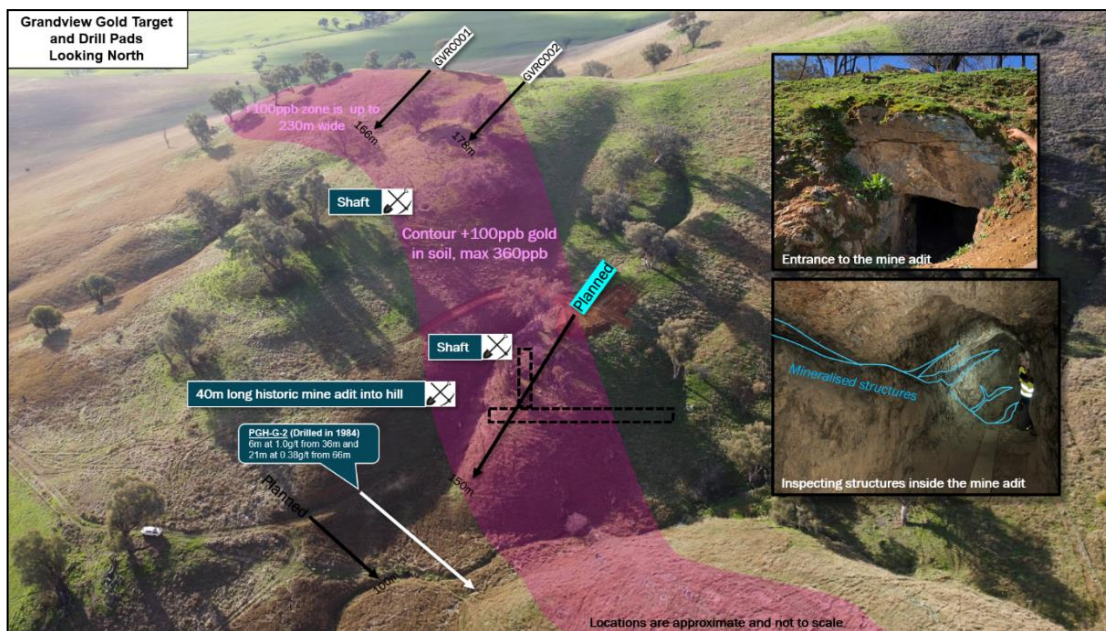 Grandview Gold Target
and Drill Pads
Looking North
GVRC001
GVRC002
+100ppb zone is up to
230m wide
166m
178m
Shaft
Contour +100ppb gold
in soil, max 360ppb
Planned
Shaft
40m long historic mine adit into hill
PGH-G-2 (Drilled in 1984)
6m at 1.0g/t from 36m and
21m at 0.38g/t from 66m
150m
Planned
Entrance to the mine adit
Mineralised structures
Inspecting structures inside the mine adit
Locations are approximate and not to scale